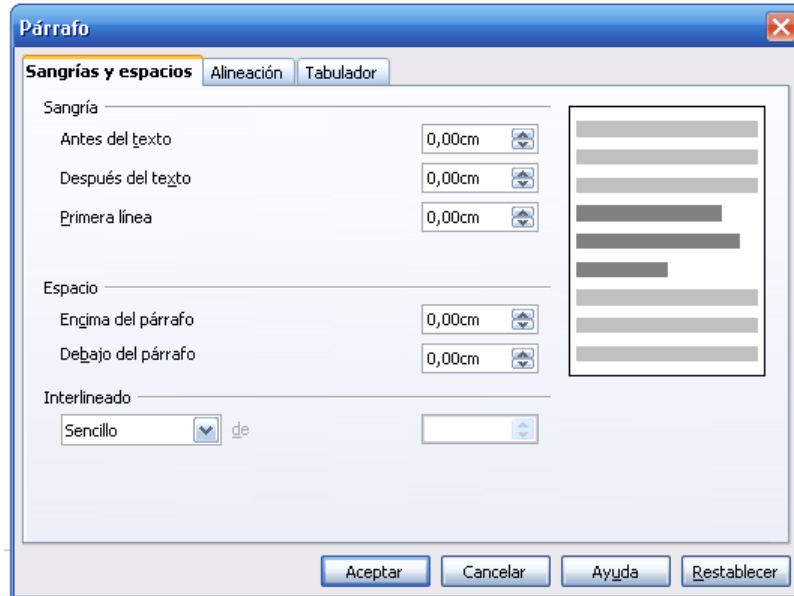 Párrafo
Sangrías y espacios Alineación Tabulador
Sangría
Antes del texto 0,00cm
Después del texto 0,00cm
Primera línea 0,00cm
Espacio
Encima del párrafo 0,00cm
Debajo del párrafo 0,00cm
Interlineado
Sencillo de
Aceptar Cancelar Ayuda Restablecer